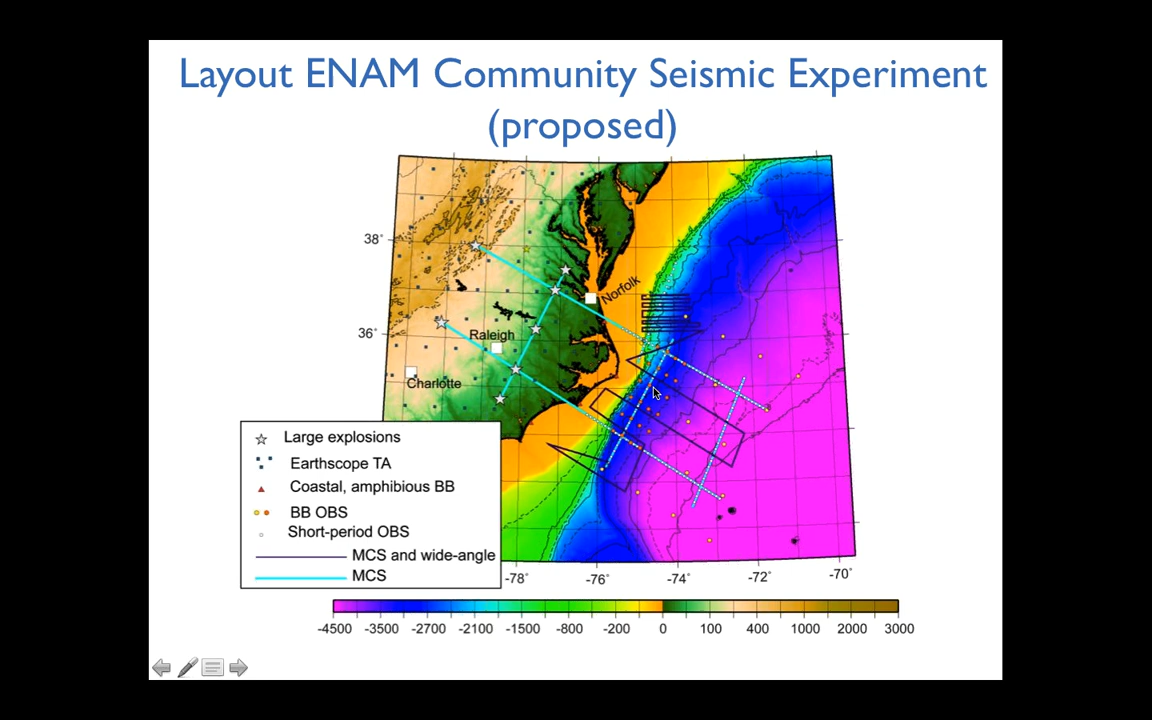 Layout ENAM Community Seismic Experiment
(proposed)
38°
36°
Norfolk
Raleigh
Charlotte
Large explosions
Earthscope TA
Coastal, amphibious BB
BB OBS
Short-period OBS
MCS and wide-angle
MCS
-78° -76° -74° -72° -70°
-4500 -3500 -2700 -2100 -1500 -800 -200 0 100 400 1000 2000 3000